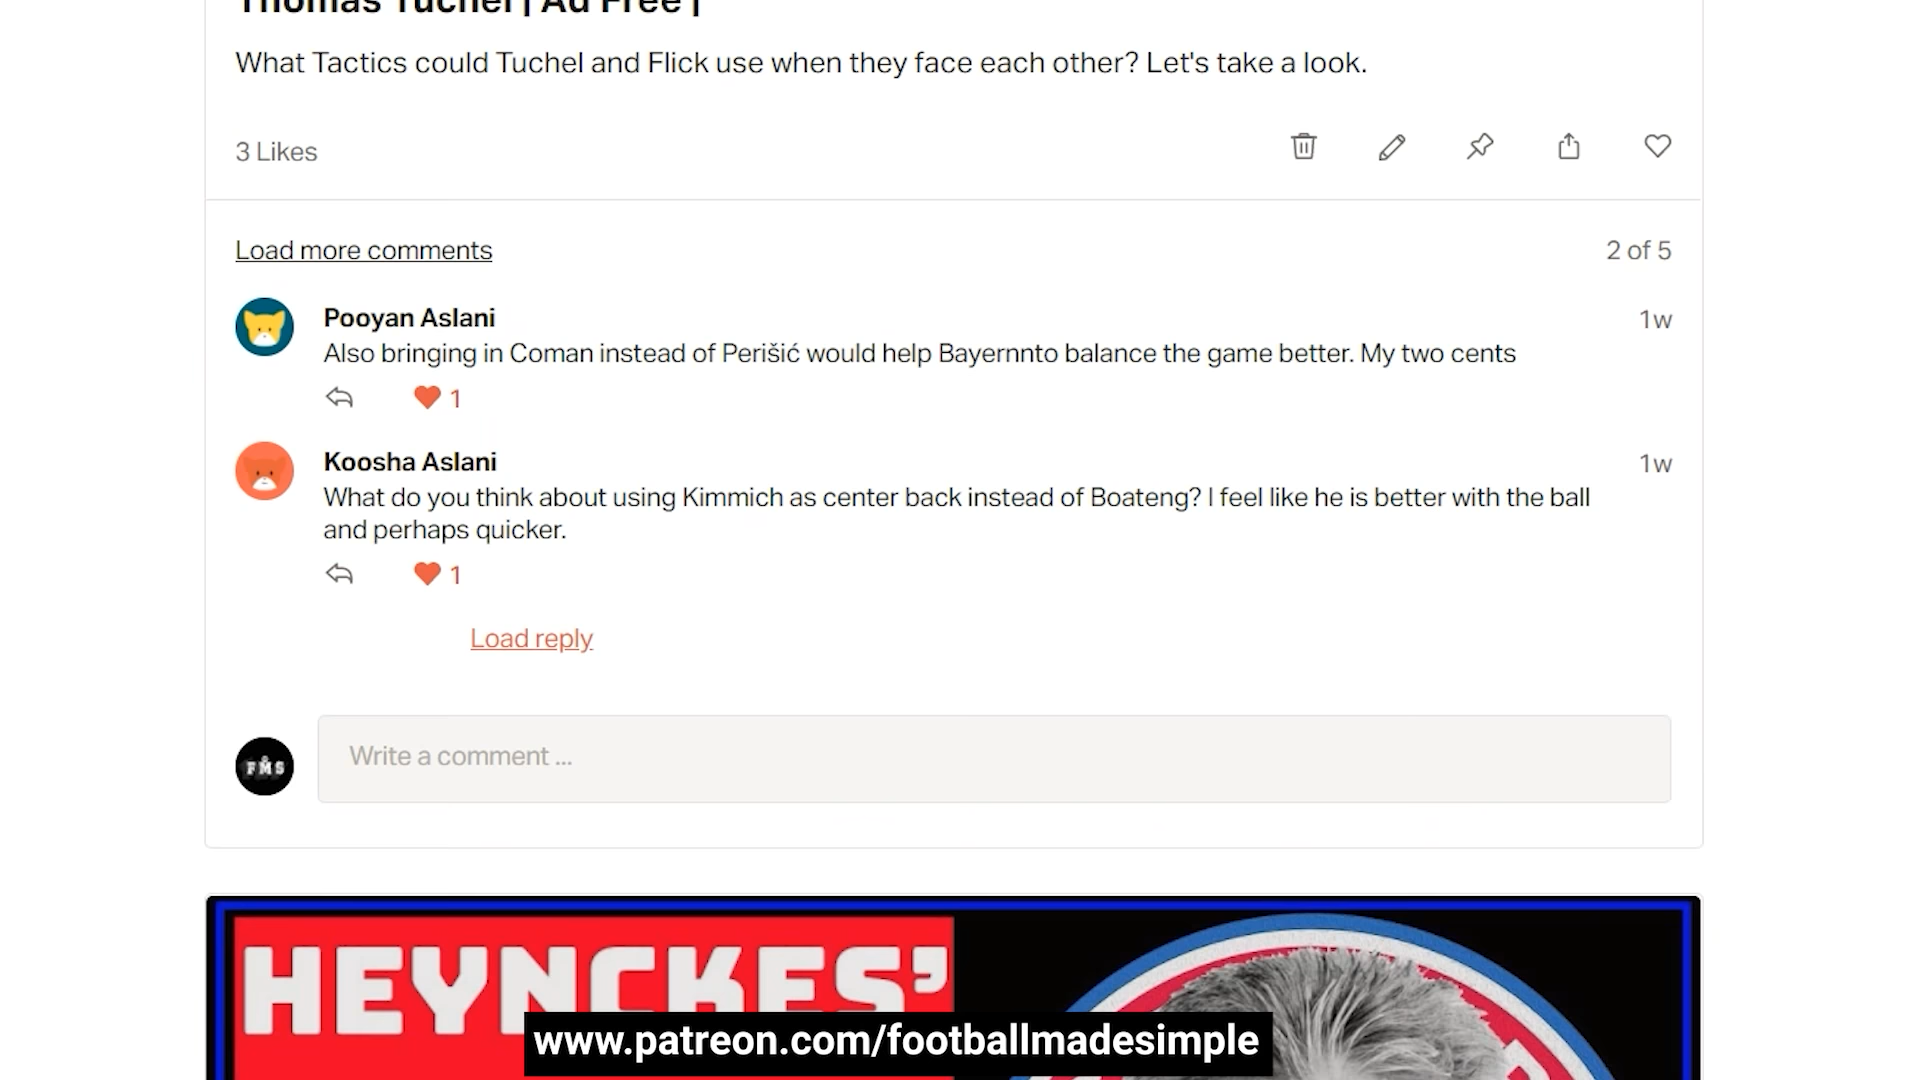 Thomas Tuchel | Ad Free |
What Tactics could Tuchel and Flick use when they face each other? Let's take a look.
3 Likes
Load more comments
2 of 5
Pooyan Aslani
1w
Also bringing in Coman instead of Perišić would help Bayernnto balance the game better. My two cents
1
Koosha Aslani
1w
What do you think about using Kimmich as center back instead of Boateng? I feel like he is better with the ball
and perhaps quicker.
1
Load reply
FMS
Write a comment ...
HEYNCKES’
www.patreon.com/footballmadesimple